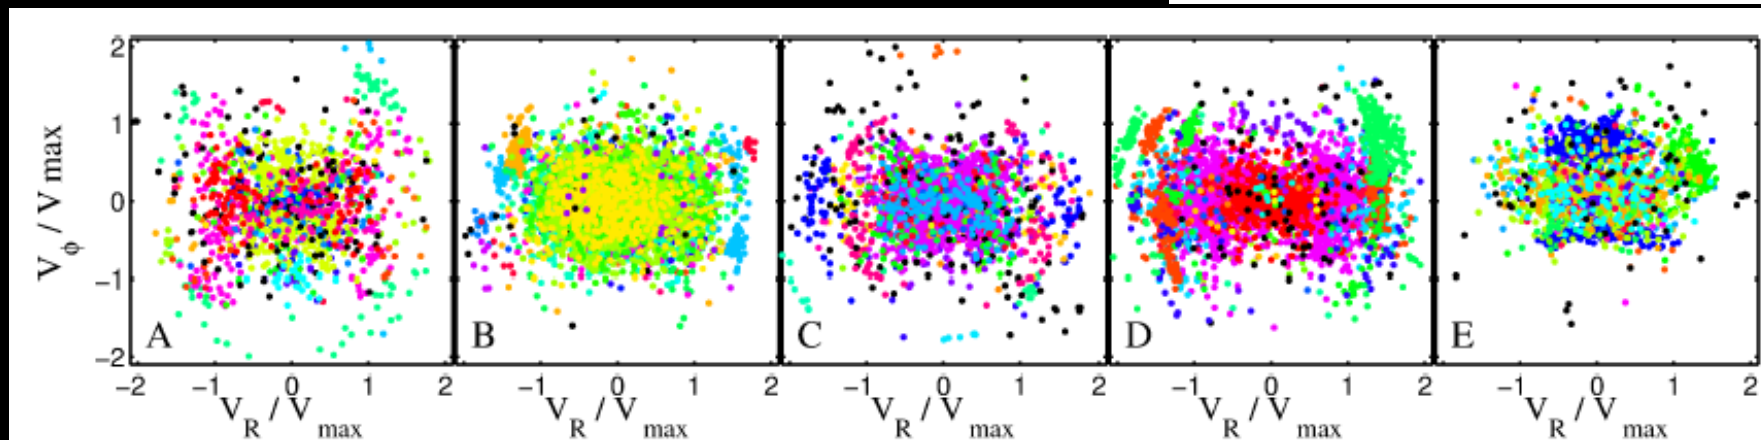 V_ϕ / V max
2
1
0
−1
−2
A B C D E
−2 −1 0 1 2 −1 0 1 2 −1 0 1 2 −1 0 1 2 −1 0 1 2
V_R / V_max V_R / V_max V_R / V_max V_R / V_max V_R / V_max